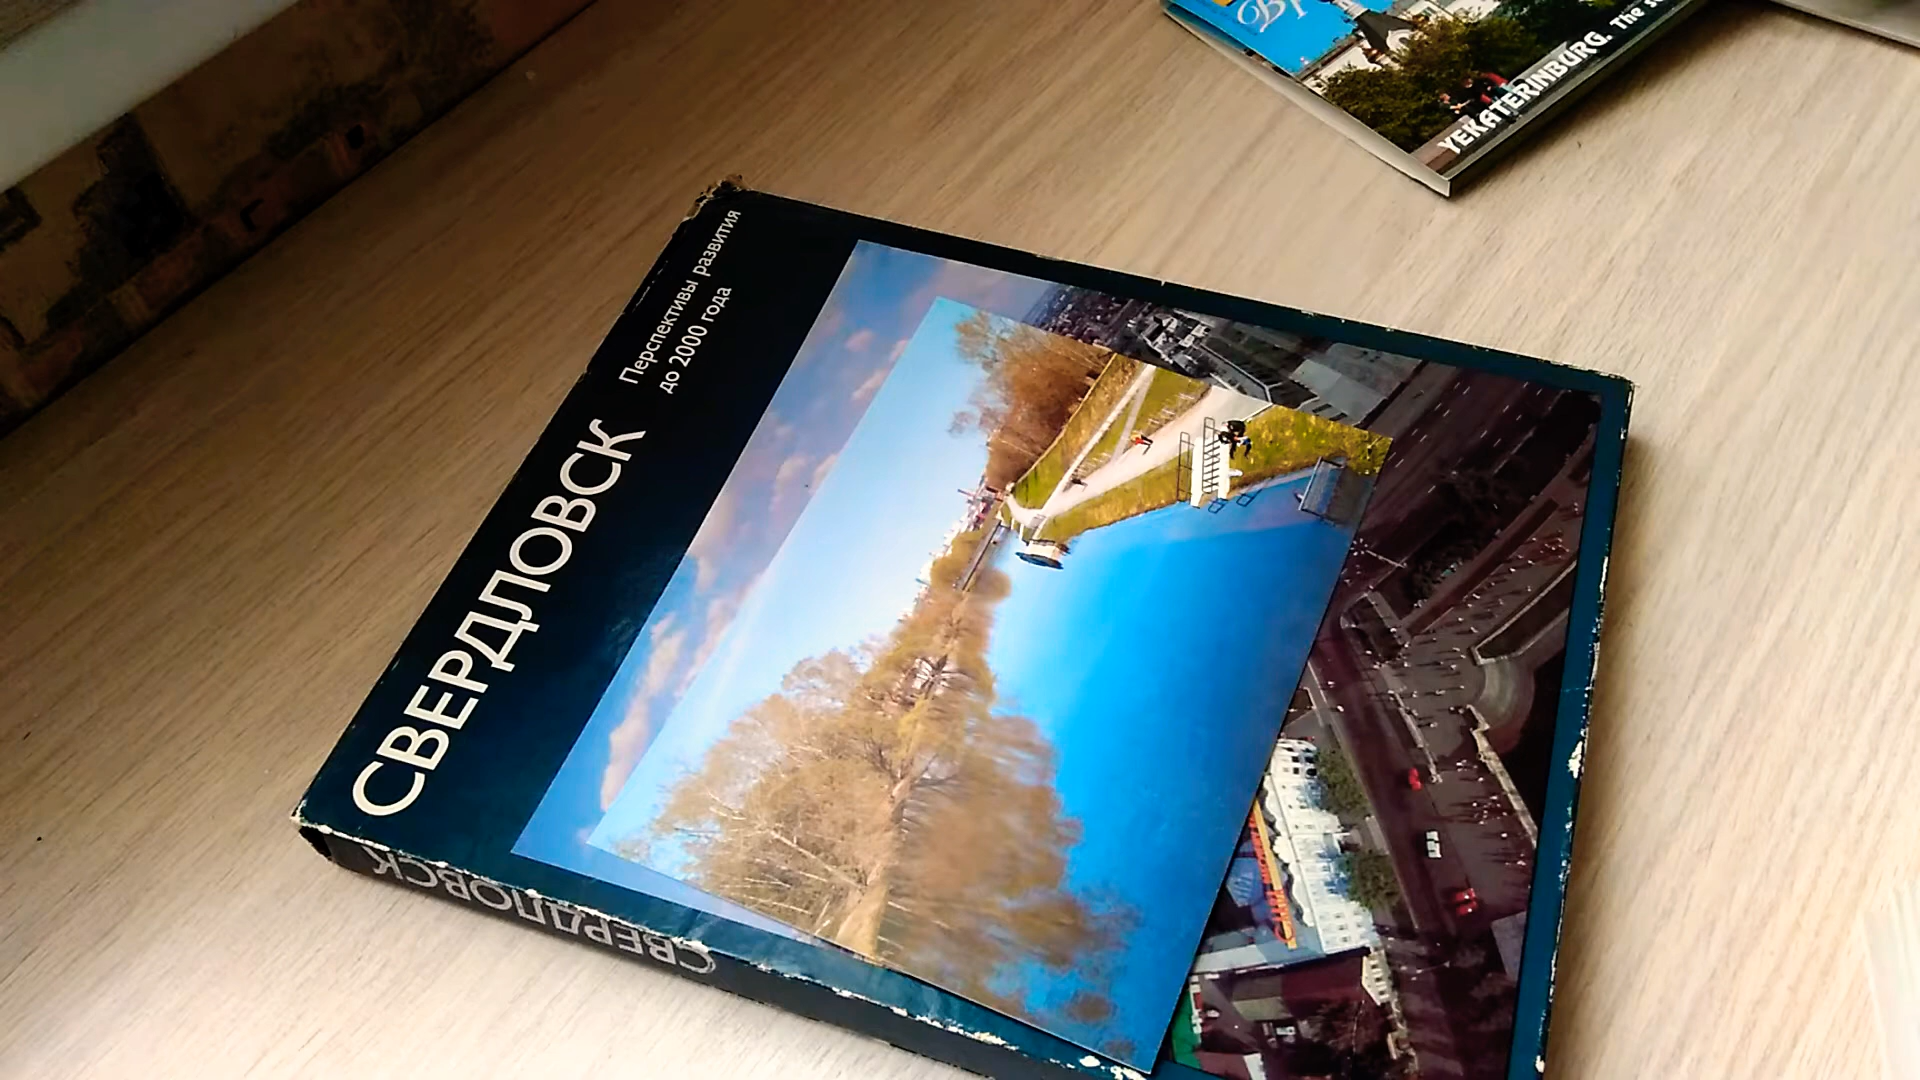 СВЕРДЛОВСК
Перспективы развития
до 2000 года
СВЕРДЛОВСК
YEKATERINBURG. The